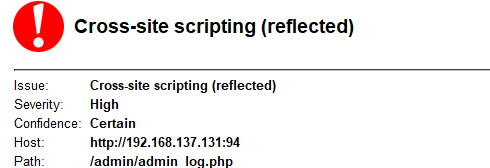 Cross-site scripting (reflected)
Issue: Cross-site scripting (reflected)
Severity: High
Confidence: Certain
Host: http://192.168.137.131:94
Path: /admin/admin_log.php